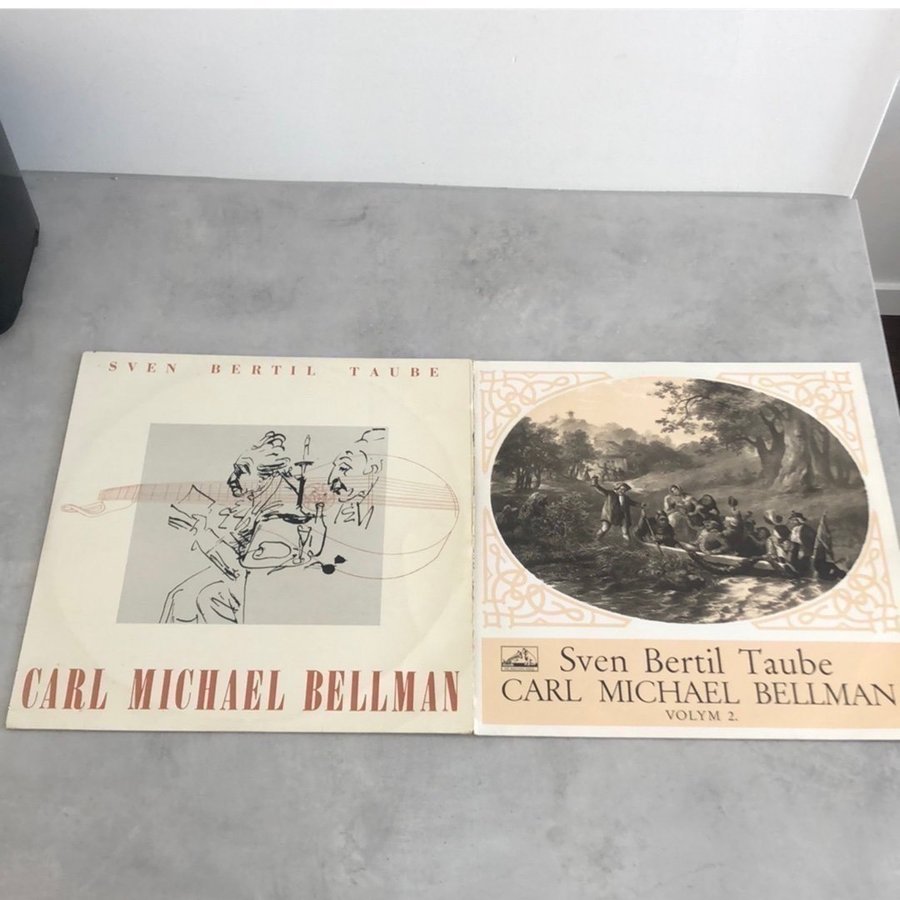 SVEN BERTIL TAUBE
CARL MICHAEL BELLMAN
Sven Bertil Taube
CARL MICHAEL BELLMAN
VOLYM 2.